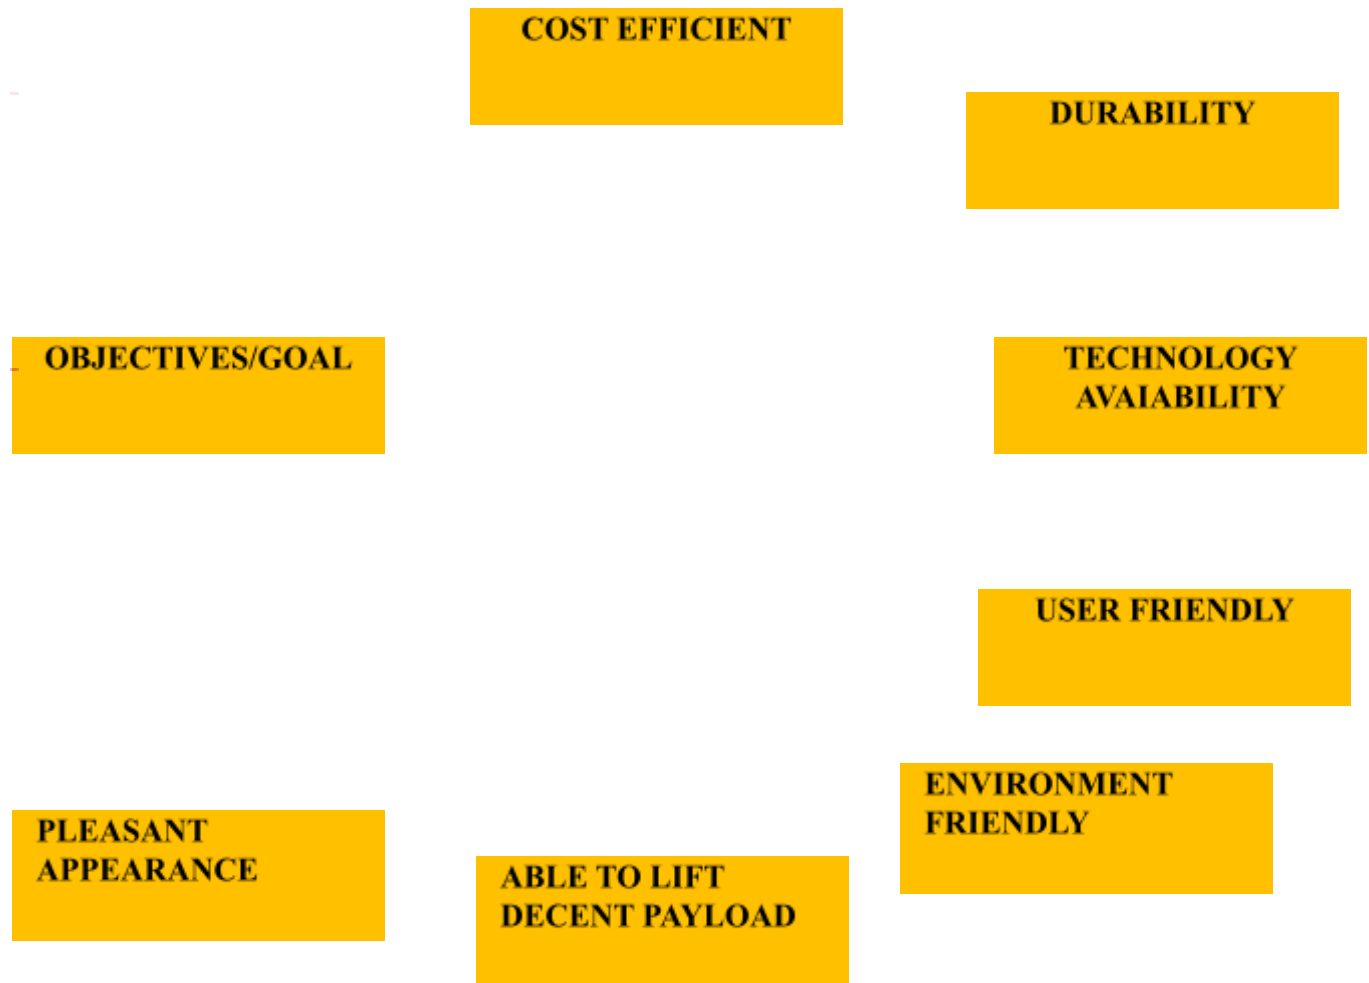 COST EFFICIENT
DURABILITY
OBJECTIVES/GOAL
TECHNOLOGY
AVAIABILITY
USER FRIENDLY
ENVIRONMENT
FRIENDLY
PLEASANT
APPEARANCE
ABLE TO LIFT
DECENT PAYLOAD